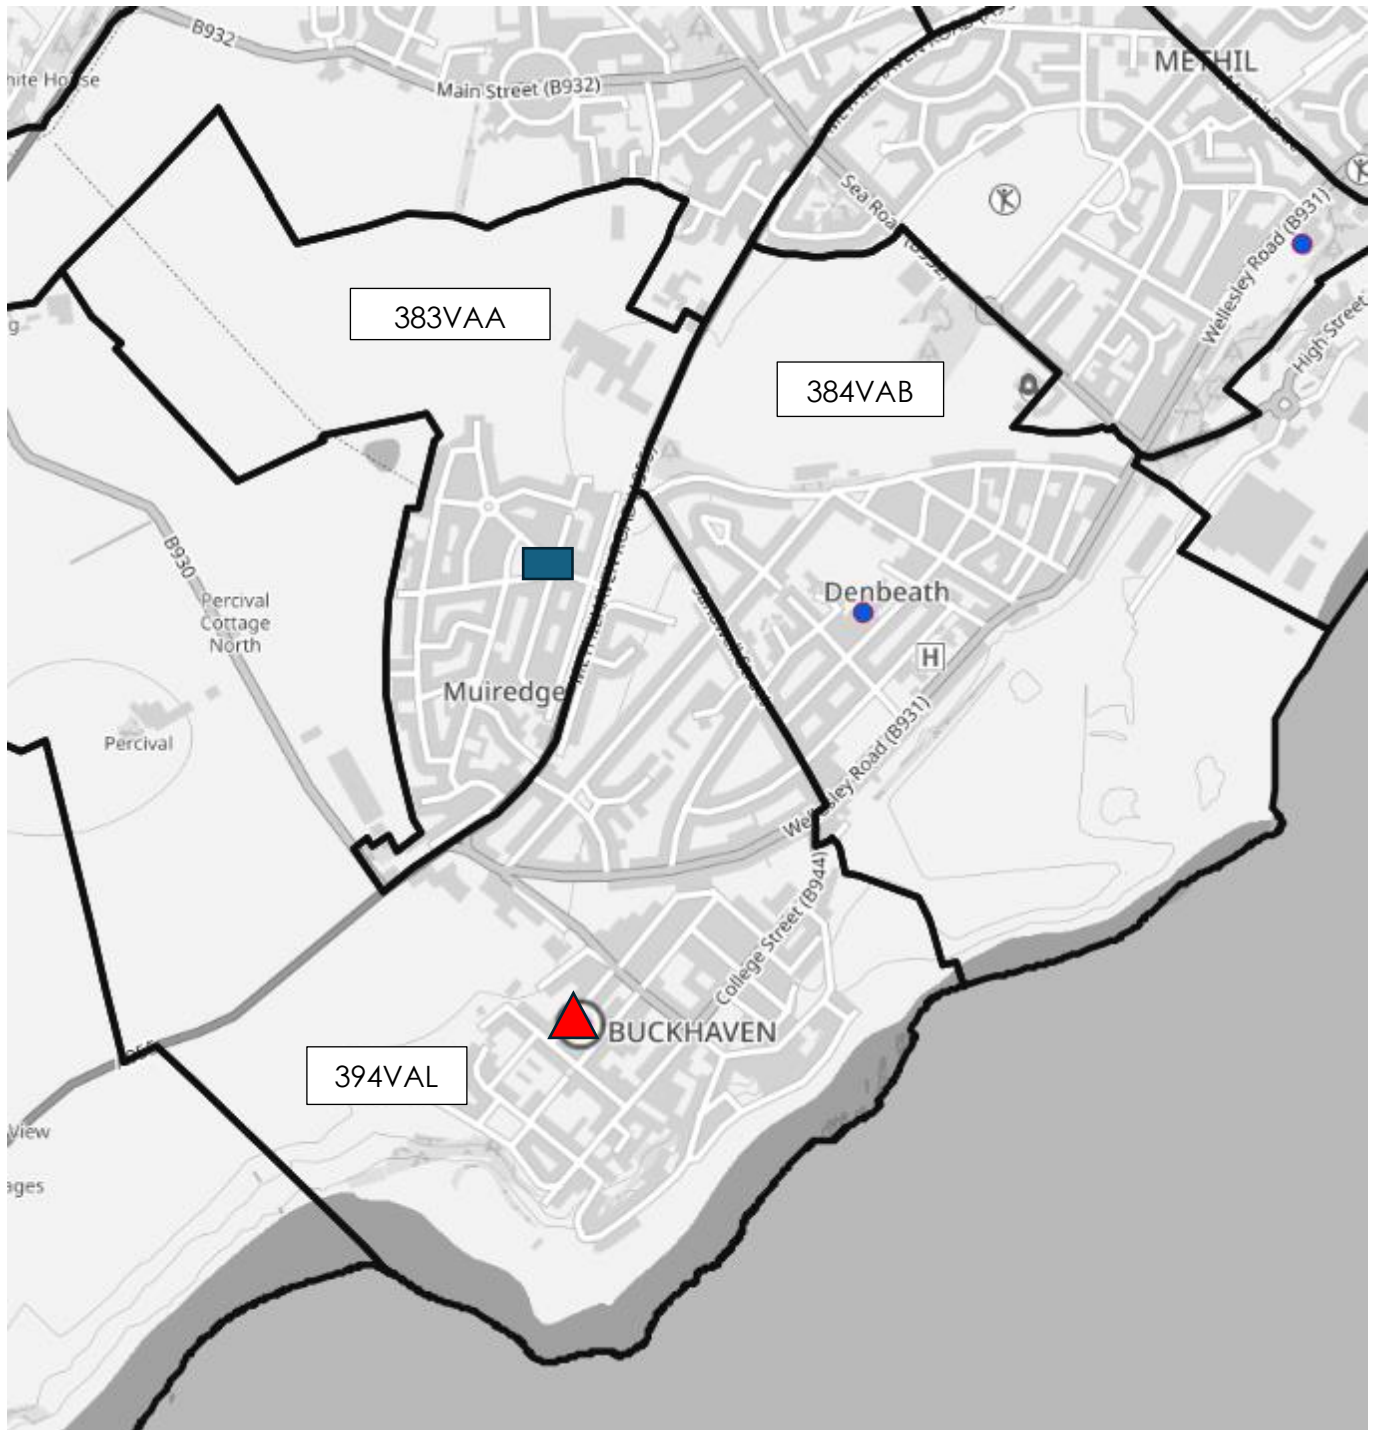 B932
hite House
Main Street (B932)
METHIL
Sea Road (B932)
Wellesley Road (B931)
High Street
383VAA
384VAB
B930
Percival
Cottage
North
Denbeath
H
Muiredge
Percival
Wellesley Road (B931)
College Street (B944)
BUCKHAVEN
394VAL
View
ages